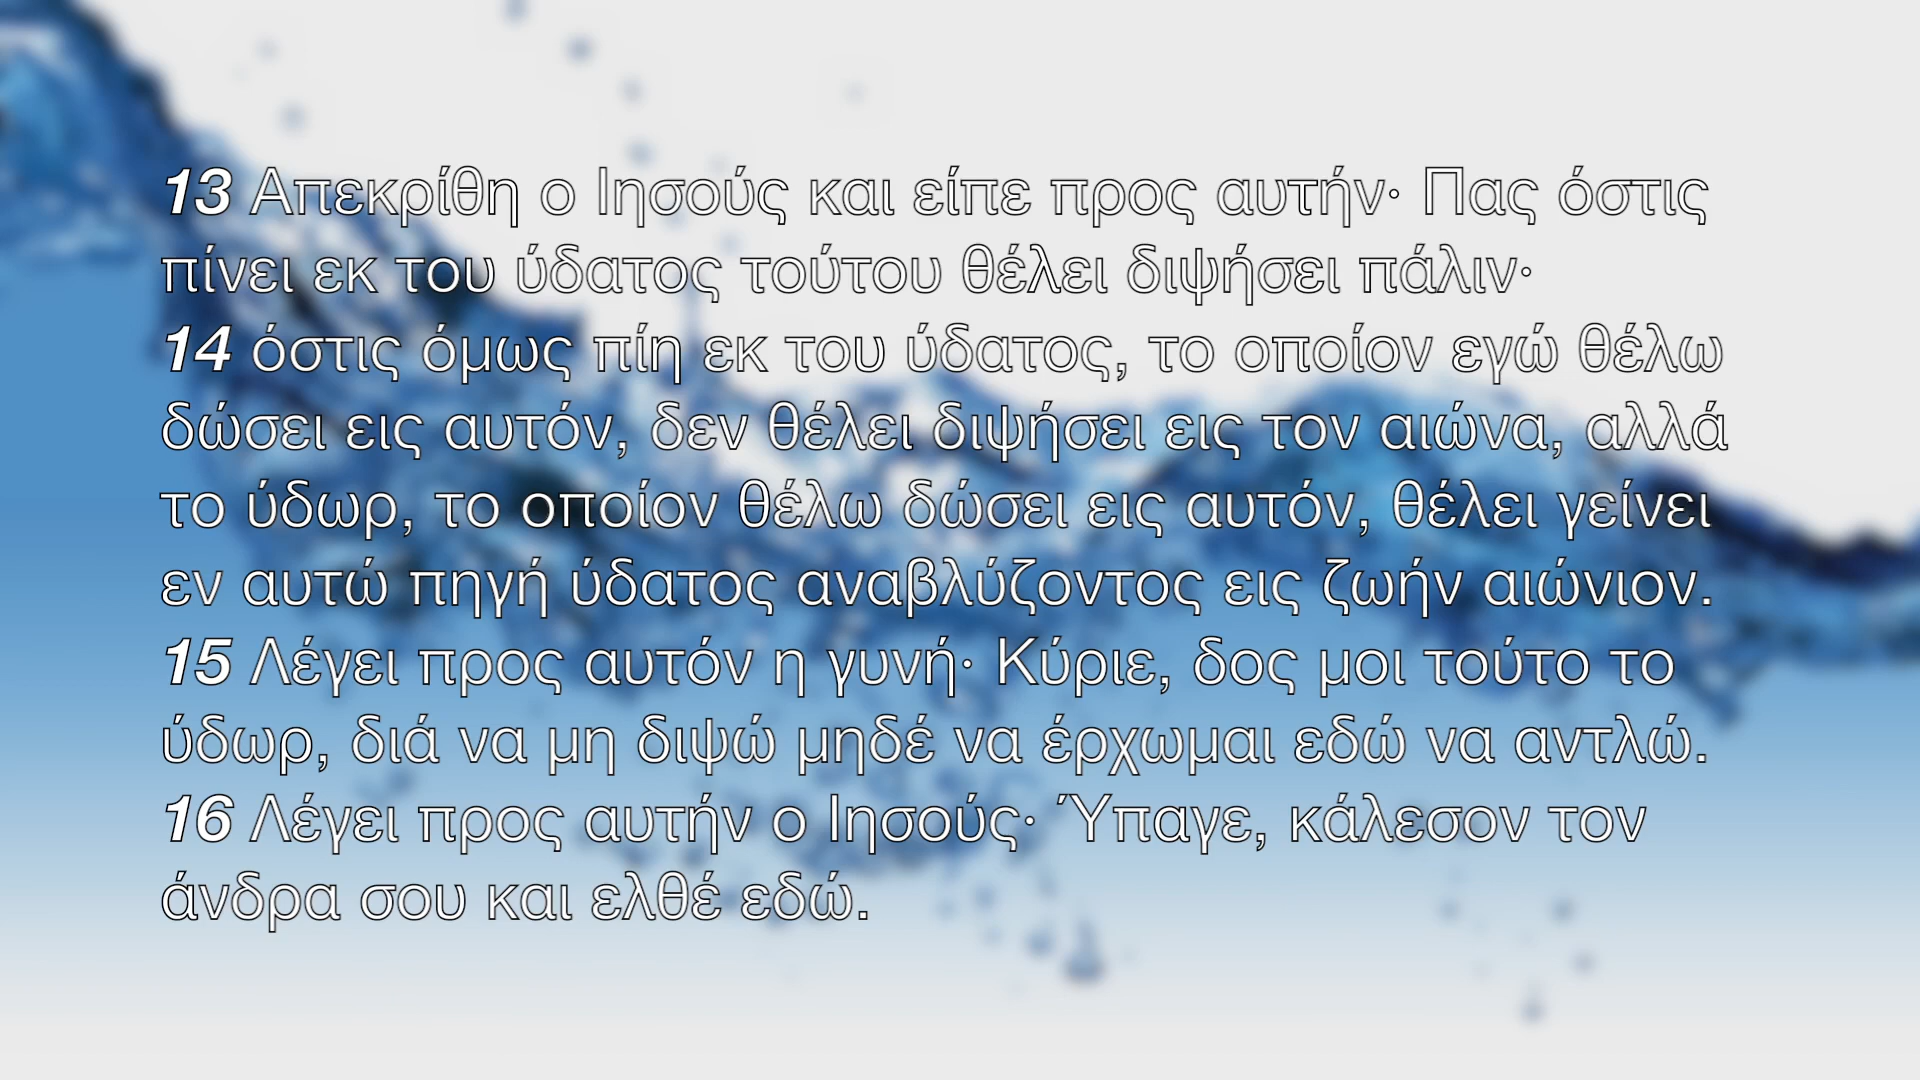 13 Απεκρίθη ο Ιησούς και είπε προς αυτήν· Πας όστις
πίνει εκ του ύδατος τούτου θέλει διψήσει πάλιν·
14 όστις όμως πίη εκ του ύδατος, το οποίον εγώ θέλω
δώσει εις αυτόν, δεν θέλει διψήσει εις τον αιώνα, αλλά
το ύδωρ, το οποίον θέλω δώσει εις αυτόν, θέλει γείνει
εν αυτώ πηγή ύδατος αναβλύζοντος εις ζωήν αιώνιον.
15 Λέγει προς αυτόν η γυνή· Κύριε, δος μοι τούτο το
ύδωρ, διά να μη διψώ μηδέ να έρχωμαι εδώ να αντλώ.
16 Λέγει προς αυτήν ο Ιησούς· Ύπαγε, κάλεσον τον
άνδρα σου και ελθέ εδώ.